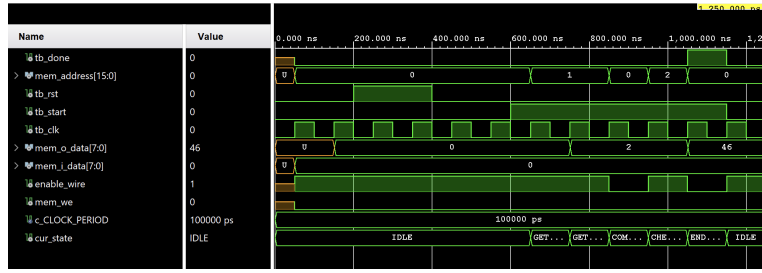 1,250.000 ns
Name Value 0.000 ns 200.000 ns 400.000 ns 600.000 ns 800.000 ns 1,000.000 ns 1,2
tb_done 0
mem_address[15:0] 0 U 0 1 0 2 0
tb_rst 0
tb_start 0
tb_clk 0
mem_o_data[7:0] 46 U 0 2 46
mem_i_data[7:0] 0 U 0
enable_wire 1
mem_we 0
c_CLOCK_PERIOD 100000 ps 100000 ps
cur_state IDLE IDLE GET... GET... COM... CHE... END... IDLE